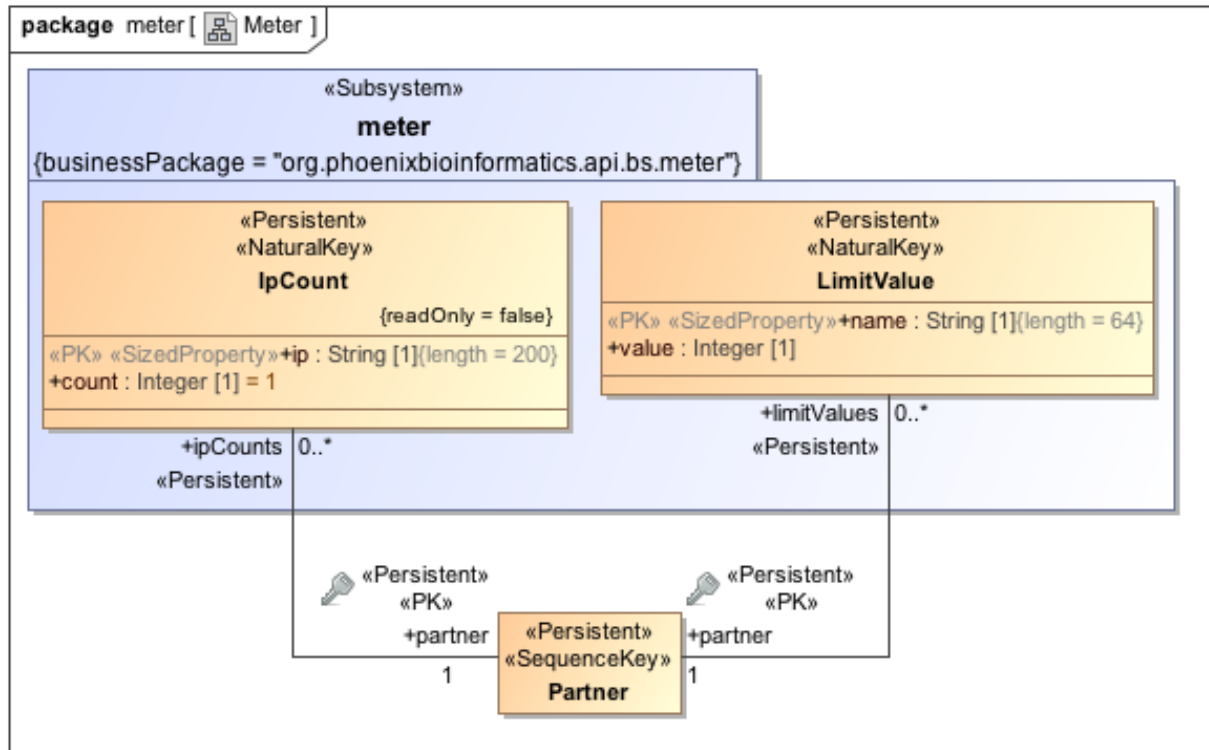 package meter [ Meter ]
«Subsystem»
meter
{businessPackage = "org.phoenixbioinformatics.api.bs.meter"}
«Persistent»
«NaturalKey»
IpCount
{readOnly = false}
«PK» «SizedProperty»+ip : String [1]{length = 200}
+count : Integer [1] = 1
«Persistent»
«NaturalKey»
LimitValue
«PK» «SizedProperty»+name : String [1]{length = 64}
+value : Integer [1]
+ipCounts 0..*
«Persistent»
+limitValues 0..*
«Persistent»
«Persistent»
«PK»
+partner
1
«Persistent»
«SequenceKey»
Partner
«Persistent»
«PK»
+partner
1